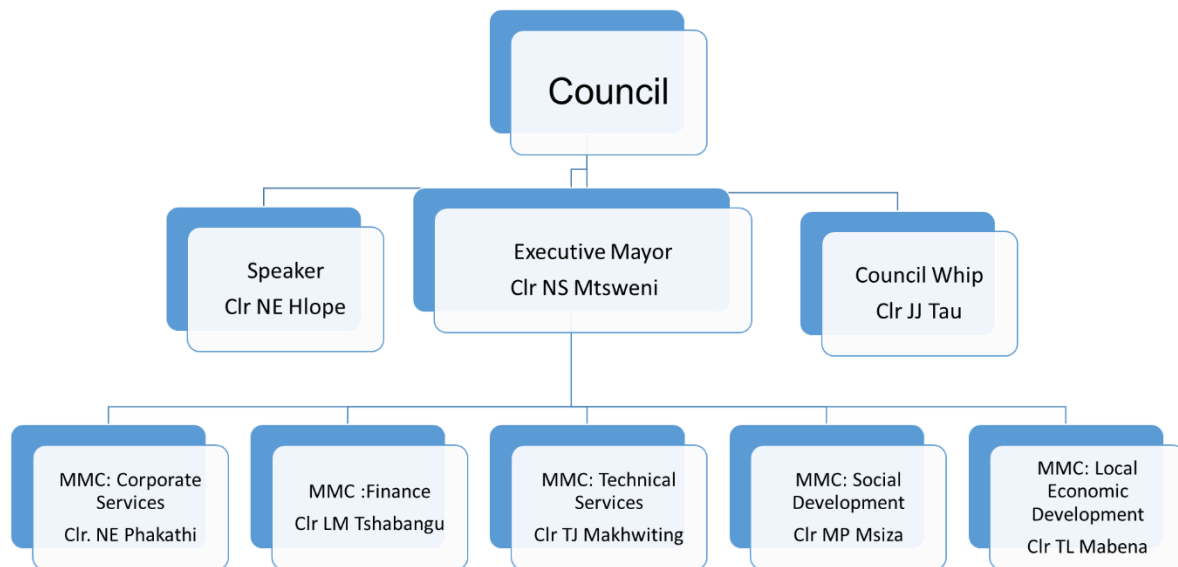 Council
Speaker
Clr NE Hlope
Executive Mayor
Clr NS Mtsweni
Council Whip
Clr JJ Tau
MMC: Corporate
Services
Clr. NE Phakathi
MMC :Finance
Clr LM Tshabangu
MMC: Technical
Services
Clr TJ Makhwiting
MMC: Social
Development
Clr MP Msiza
MMC: Local
Economic
Development
Clr TL Mabena